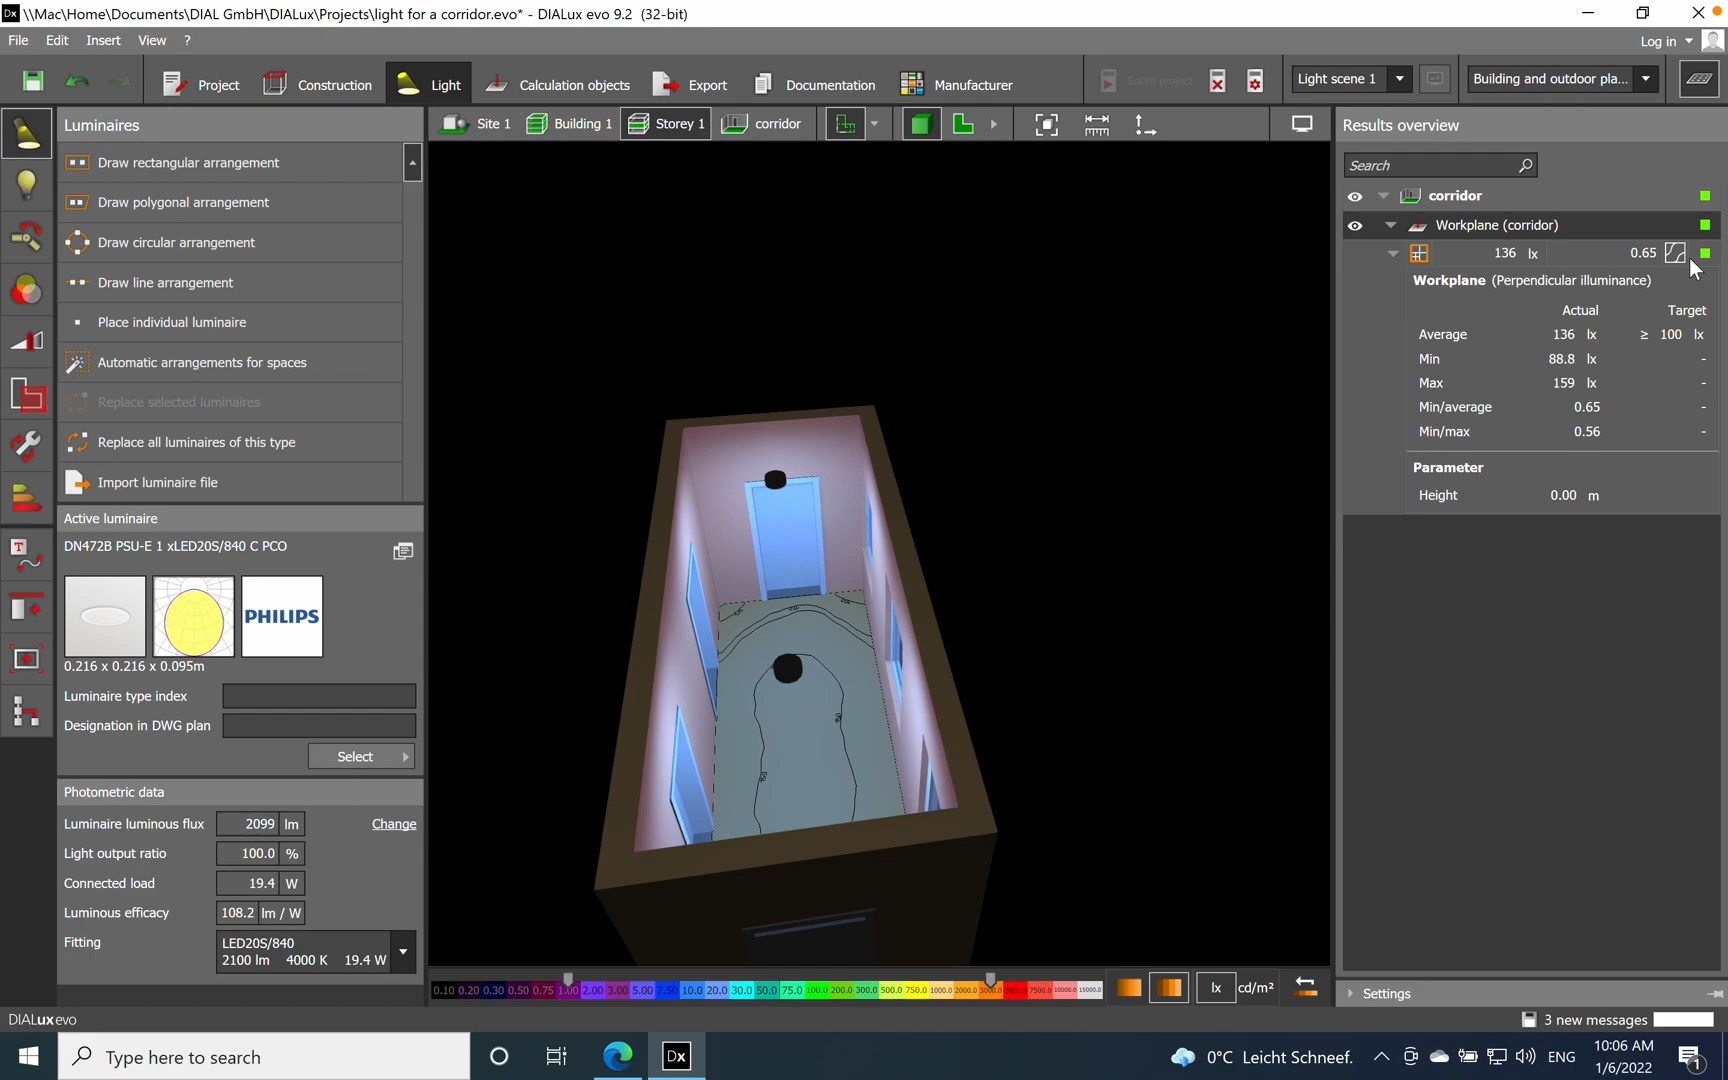 \\Mac\Home\Documents\DIAL GmbH\DIALux\Projects\light for a corridor.evo* - DIALux evo 9.2 (32-bit)
File Edit Insert View ?
Log in
Project Construction Light Calculation objects Export Documentation Manufacturer
Entire project
Light scene 1
Building and outdoor pla...
Luminaires
Site 1 Building 1 Storey 1 corridor
Results overview
Draw rectangular arrangement
Draw polygonal arrangement
Draw circular arrangement
Draw line arrangement
Place individual luminaire
Automatic arrangements for spaces
Replace selected luminaires
Replace all luminaires of this type
Import luminaire file
Active luminaire
DN472B PSU-E 1 xLED20S/840 C PCO
PHILIPS
0.216 x 0.216 x 0.095m
Luminaire type index
Designation in DWG plan
Select
Photometric data
Luminaire luminous flux 2099 lm Change
Light output ratio 100.0 %
Connected load 19.4 W
Luminous efficacy 108.2 lm / W
Fitting LED20S/840
2100 lm 4000 K 19.4 W
Search
corridor
Workplane (corridor)
136 lx 0.65
Workplane (Perpendicular illuminance)
Actual Target
Average 136 lx ≥ 100 lx
Min 88.8 lx -
Max 159 lx -
Min/average 0.65 -
Min/max 0.56 -
Parameter
Height 0.00 m
0.10 0.20 0.30 0.50 0.75 1.00 2.00 3.00 5.00 7.50 10.0 20.0 30.0 50.0 75.0 100.0 200.0 300.0 500.0 750.0 1000.0 2000.0 3000.0 5000.0 7500.0 10000.0 15000.0
lx cd/m²
Settings
DIALux evo
3 new messages
Type here to search
Dx
0°C Leicht Schneef.
ENG
10:06 AM
1/6/2022
1